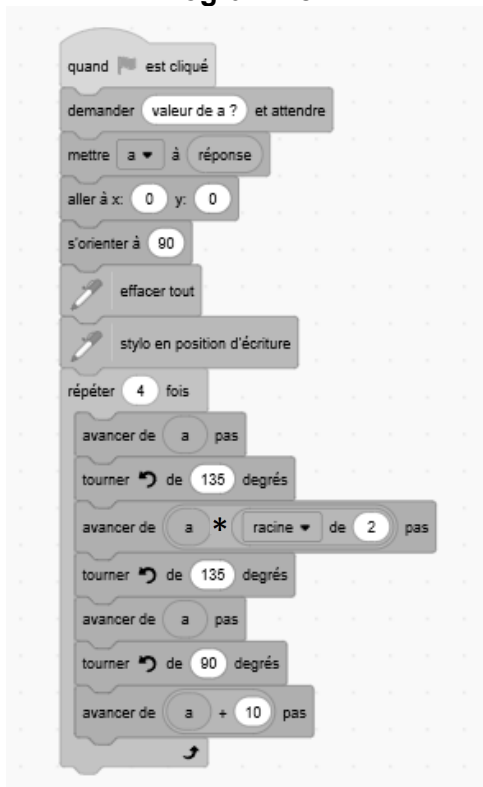 quand est cliqué
demander valeur de a ? et attendre
mettre a à réponse
aller à x: 0 y: 0
s'orienter à 90
effacer tout
stylo en position d'écriture
répéter 4 fois
avancer de a pas
tourner de 135 degrés
avancer de a * racine de 2 pas
tourner de 135 degrés
avancer de a pas
tourner de 90 degrés
avancer de a + 10 pas